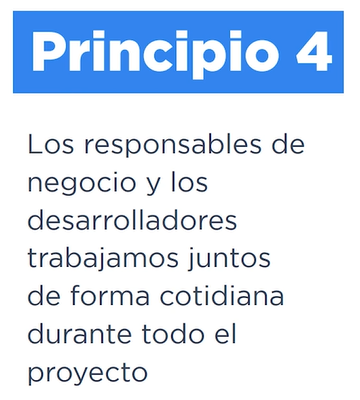 Principio 4
Los responsables de
negocio y los
desarrolladores
trabajamos juntos
de forma cotidiana
durante todo el
proyecto